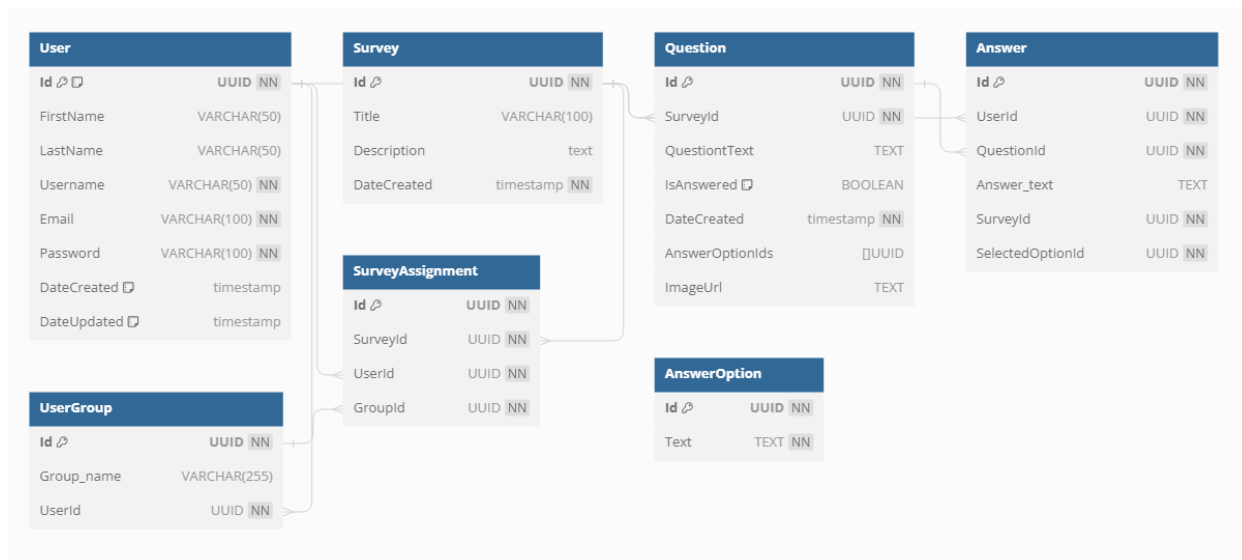 User
Id UUID NN
FirstName VARCHAR(50)
LastName VARCHAR(50)
Username VARCHAR(50) NN
Email VARCHAR(100) NN
Password VARCHAR(100) NN
DateCreated timestamp
DateUpdated timestamp
Survey
Id UUID NN
Title VARCHAR(100)
Description text
DateCreated timestamp NN
Question
Id UUID NN
SurveyId UUID NN
QuestiontText TEXT
IsAnswered BOOLEAN
DateCreated timestamp NN
AnswerOptionIds []UUID
ImageUrl TEXT
Answer
Id UUID NN
UserId UUID NN
QuestionId UUID NN
Answer_text TEXT
SurveyId UUID NN
SelectedOptionId UUID NN
SurveyAssignment
Id UUID NN
SurveyId UUID NN
UserId UUID NN
GroupId UUID NN
AnswerOption
Id UUID NN
Text TEXT NN
UserGroup
Id UUID NN
Group_name VARCHAR(255)
UserId UUID NN